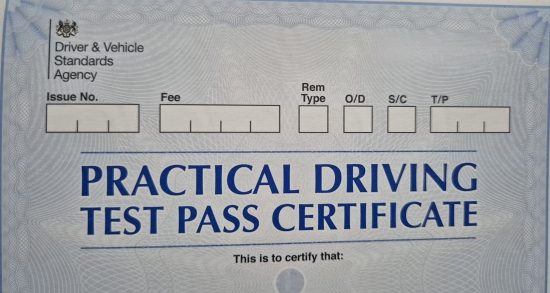 Driver & Vehicle
Standards
Agency
Issue No.
Fee
Rem
Type
O/D
S/C
T/P
PRACTICAL DRIVING
TEST PASS CERTIFICATE
This is to certify that: